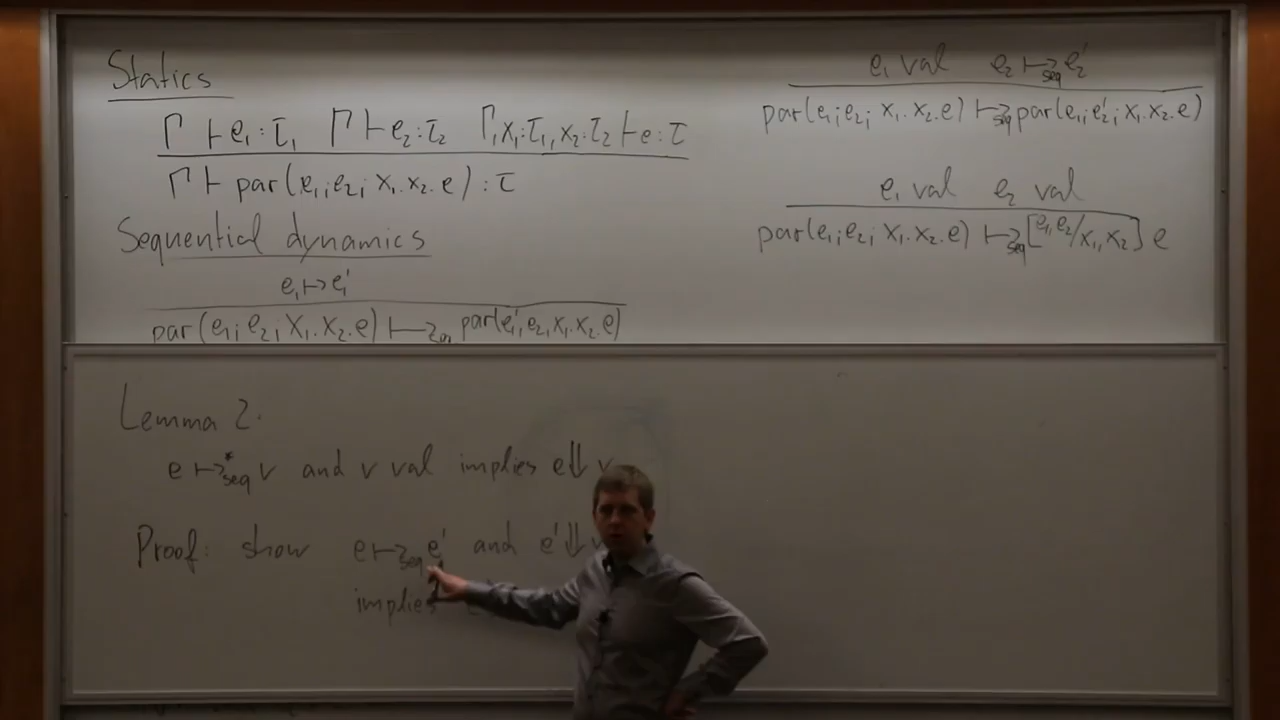 Statics
Γ ⊢ e₁ : τ₁ Γ ⊢ e₂ : τ₂ Γ, x₁:τ₁, x₂:τ₂ ⊢ e : τ
Γ ⊢ par(e₁; e₂; x₁. x₂. e) : τ
Sequential dynamics
e₁ ↦ e₁'
par(e₁; e₂; x₁. x₂. e) ↦ par(e₁'; e₂, x₁. x₂. e)
e₁ val e₂ ↦seq e₂'
par(e₁; e₂; x₁. x₂. e) ↦seq par(e₁; e₂'; x₁. x₂. e)
e₁ val e₂ val
par(e₁; e₂; x₁. x₂. e) ↦seq [e₁, e₂/x₁, x₂] e
Lemma 2.
e ↦*seq v and v val implies e⇓v
Proof: show e ↦seq e' and e'⇓v
implies